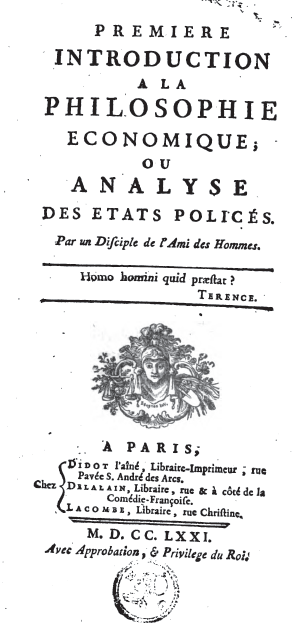 PREMIERE
INTRODUCTION
A LA
PHILOSOPHIE
ECONOMIQUE;
OU
ANALYSE
DES ETATS POLICÉS.
Par un Diſciple de l'Ami des Hommes.
Homo homini quid præſtat ?
TERENCE.
A PARIS,
DIDOT l'aîné, Libraire-Imprimeur ; rue
Pavée S. André des Arcs.
Chez DELALAIN, Libraire, rue & à côté de la
Comédie-Françoiſe.
LACOMBE, Libraire, rue Chriſtine.
M. D. CC. LXXI.
Avec Approbation, & Privilege du Roi.